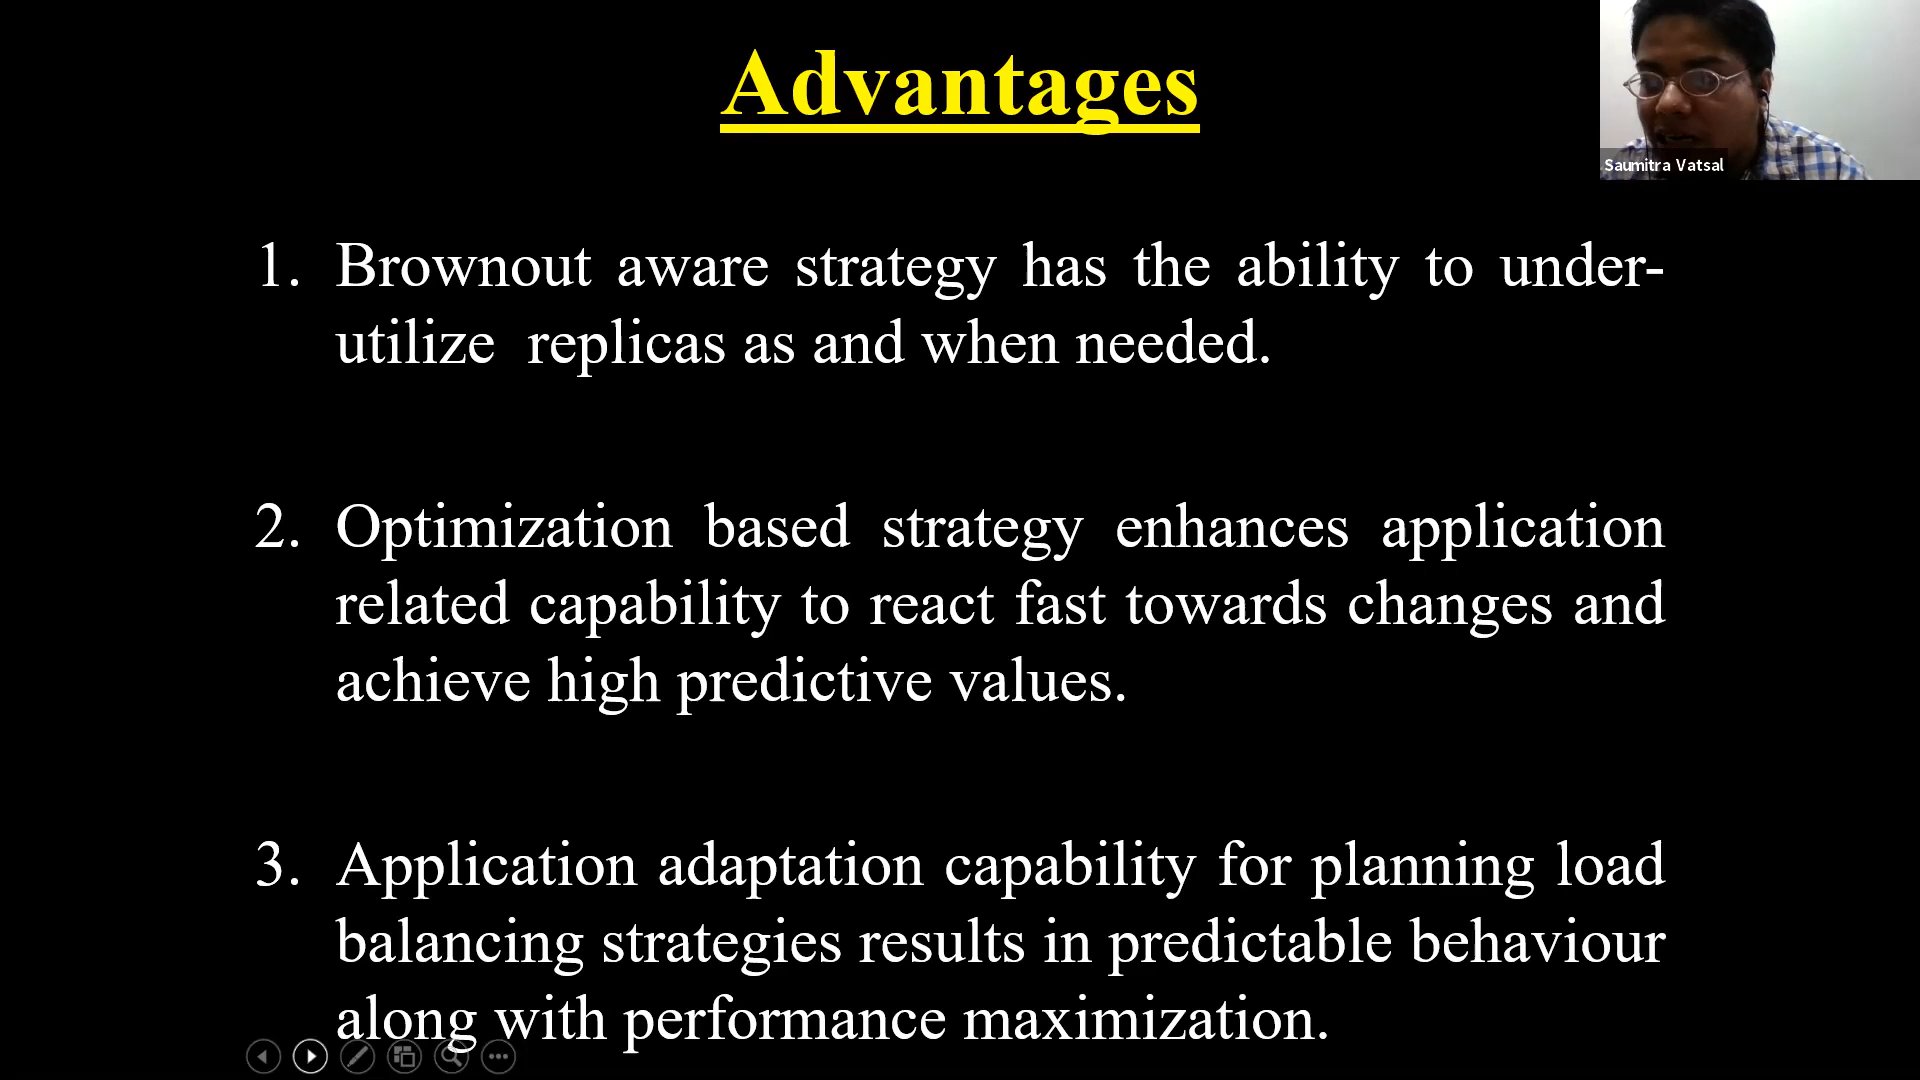 Advantages
Saumitra Vatsal
1. Brownout aware strategy has the ability to under-
utilize replicas as and when needed.
2. Optimization based strategy enhances application
related capability to react fast towards changes and
achieve high predictive values.
3. Application adaptation capability for planning load
balancing strategies results in predictable behaviour
along with performance maximization.